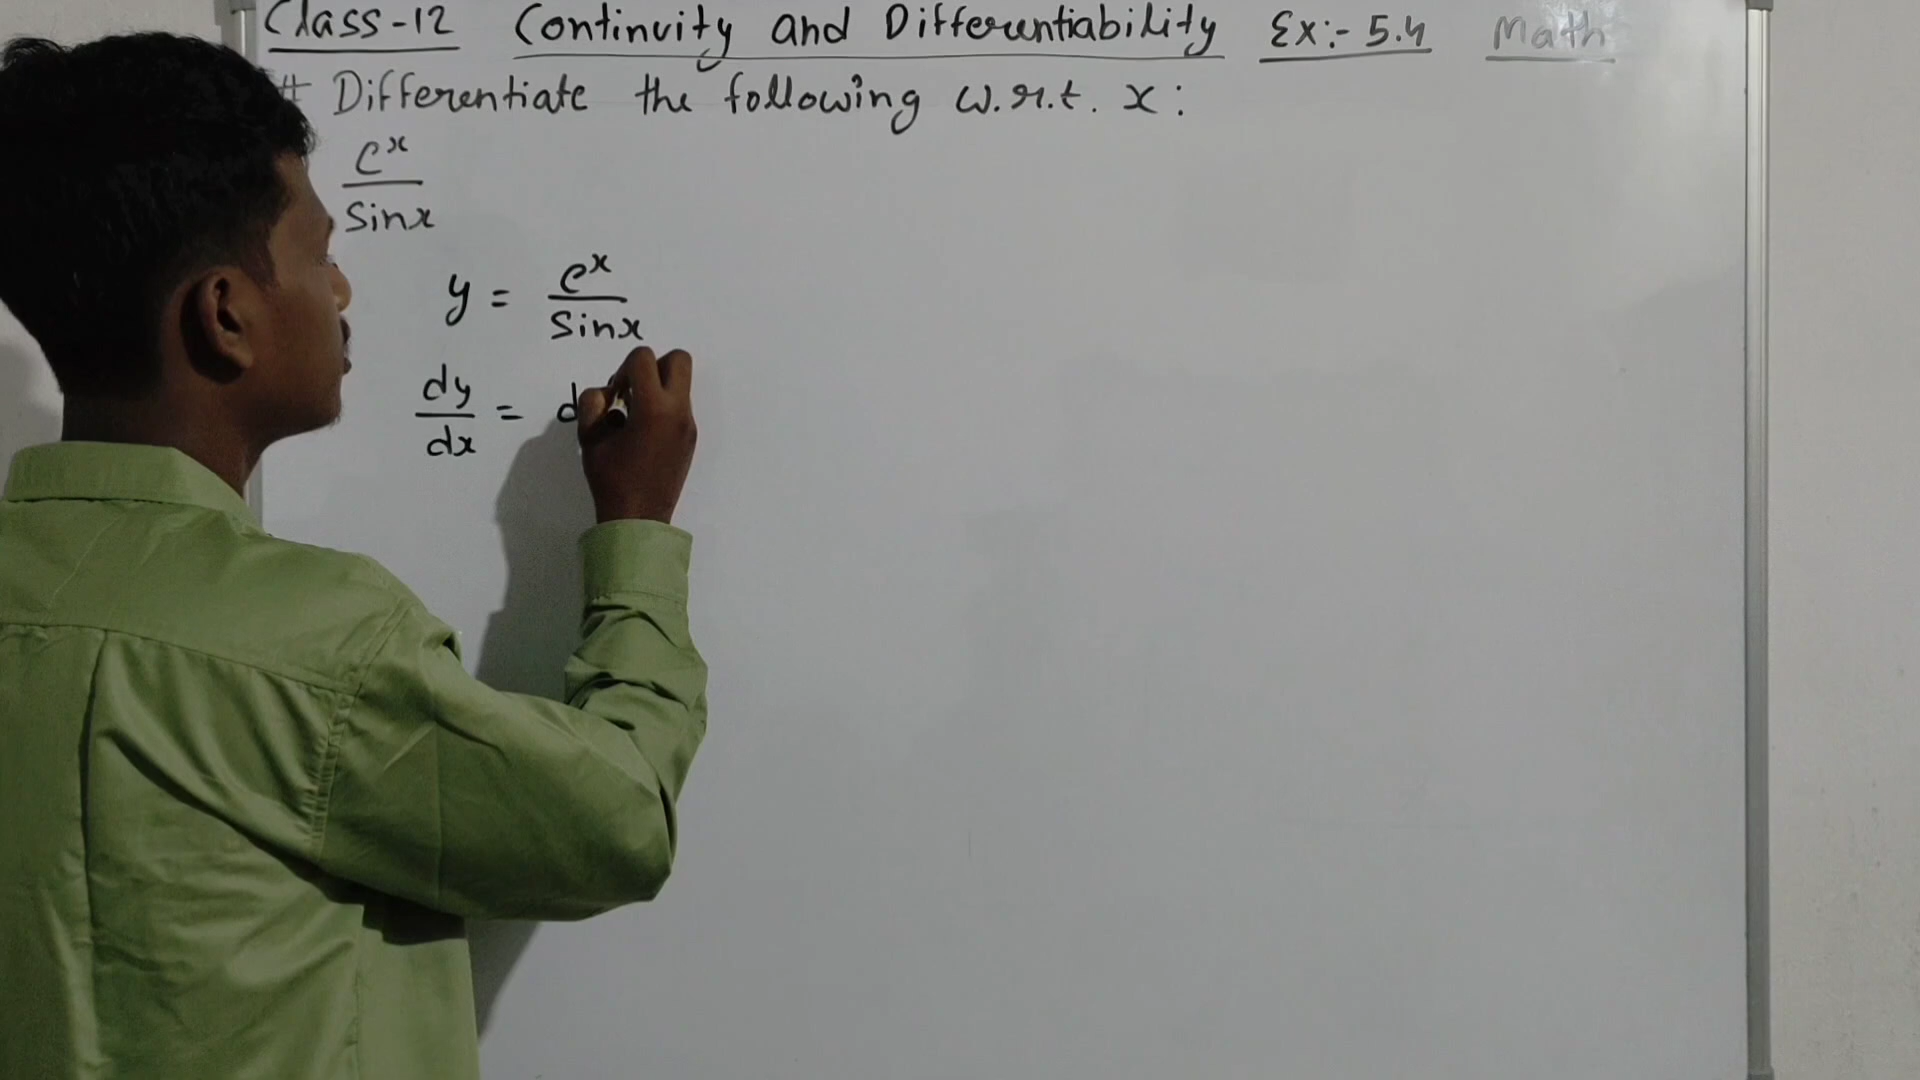 Class-12 Continuity and Differentiability Ex:- 5.4 Math
# Differentiate the following w.r.t. x:
e^x
Sinx
y = e^x
Sinx
dy = d
dx